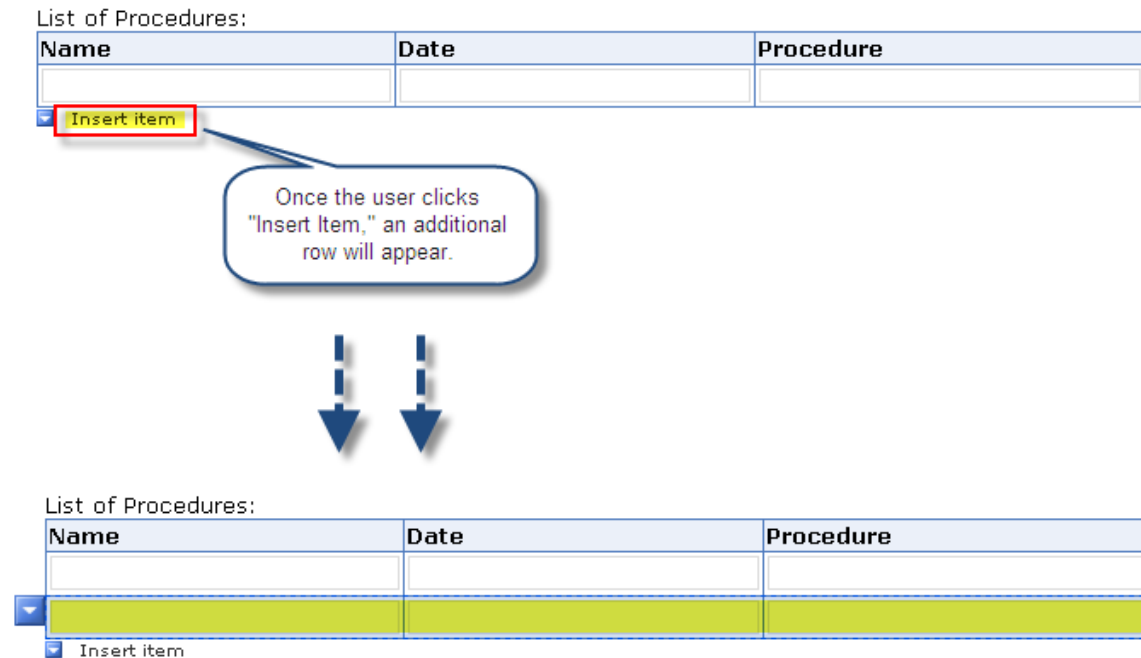 List of Procedures:
Name Date Procedure
Insert item
Once the user clicks
"Insert Item," an additional
row will appear.
List of Procedures:
Name Date Procedure
Insert item